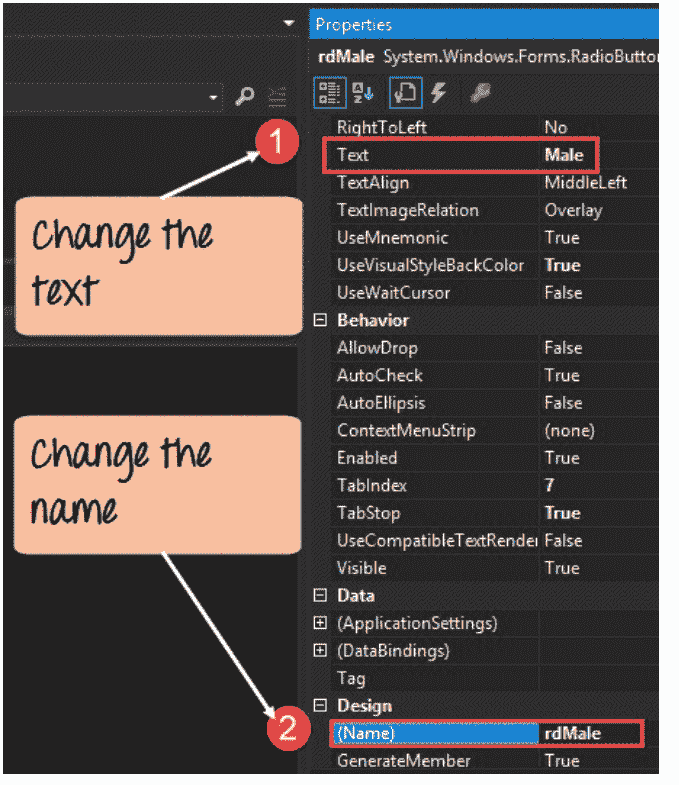 Properties
rdMale System.Windows.Forms.RadioButton
RightToLeft No
1
Text Male
TextAlign MiddleLeft
TextImageRelation Overlay
Change the
text
UseMnemonic True
UseVisualStyleBackColor True
UseWaitCursor False
Behavior
AllowDrop False
AutoCheck True
AutoEllipsis False
ContextMenuStrip (none)
Change the
name
Enabled True
TabIndex 7
TabStop True
UseCompatibleTextRender False
Visible True
Data
(ApplicationSettings)
(DataBindings)
Tag
Design
2
(Name) rdMale
GenerateMember True